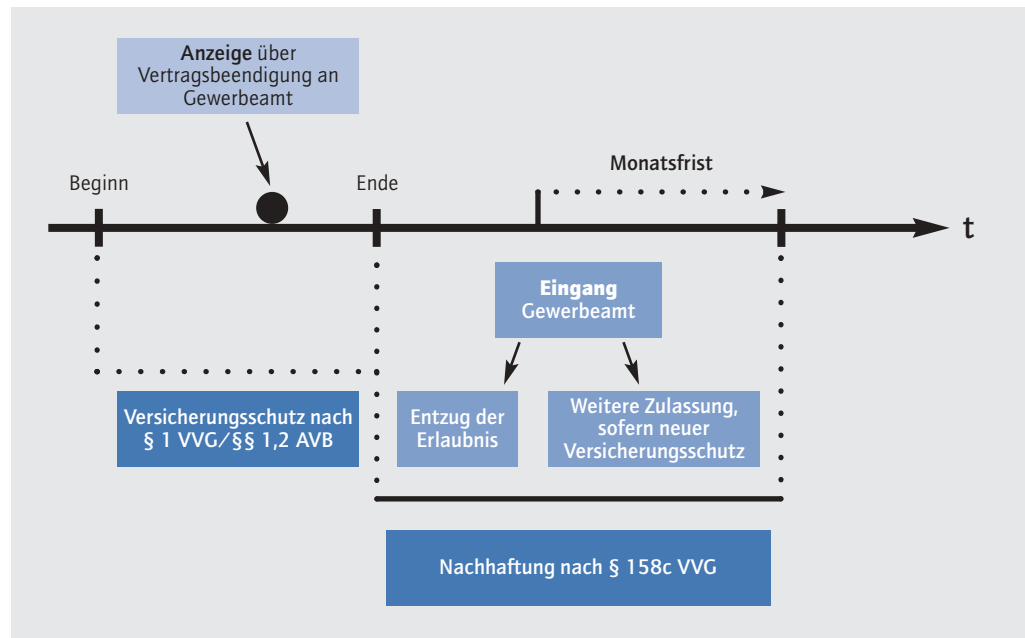 Anzeige über
Vertragsbeendigung an
Gewerbeamt
Monatsfrist
Beginn
Ende
t
Eingang
Gewerbeamt
Versicherungsschutz nach
§ 1 VVG/§§ 1,2 AVB
Entzug der
Erlaubnis
Weitere Zulassung,
sofern neuer
Versicherungsschutz
Nachhaftung nach § 158c VVG